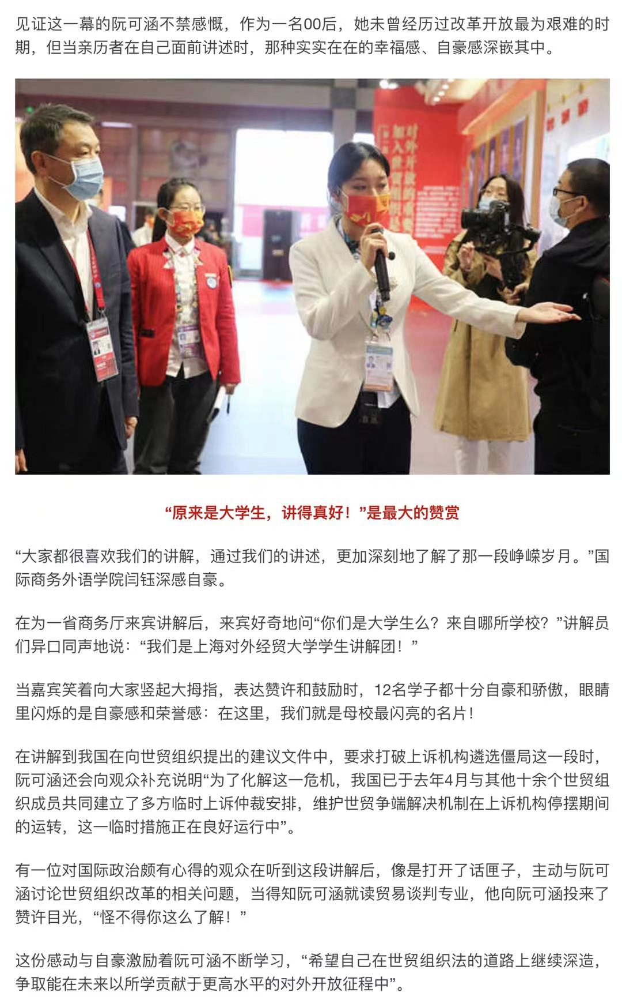 见证这一幕的阮可涵不禁感慨，作为一名00后，她未曾经历过改革开放最为艰难的时
期，但当亲历者在自己面前讲述时，那种实实在在的幸福感、自豪感深嵌其中。
对外开放的重要
“原来是大学生，讲得真好！”是最大的赞赏
“大家都很喜欢我们的讲解，通过我们的讲述，更加深刻地了解了那一段峥嵘岁月。”国
际商务外语学院闫钰深感自豪。
在为一省商务厅来宾讲解后，来宾好奇地问“你们是大学生么？来自哪所学校？”讲解员
们异口同声地说：“我们是上海对外经贸大学学生讲解团！”
当嘉宾笑着向大家竖起大拇指，表达赞许和鼓励时，12名学子都十分自豪和骄傲，眼睛
里闪烁的是自豪感和荣誉感：在这里，我们就是母校最闪亮的名片！
在讲解到我国在向世贸组织提出的建议文件中，要求打破上诉机构遴选僵局这一段时，
阮可涵还会向观众补充说明“为了化解这一危机，我国已于去年4月与其他十余个世贸组
织成员共同建立了多方临时上诉仲裁安排，维护世贸争端解决机制在上诉机构停摆期间
的运转，这一临时措施正在良好运行中”。
有一位对国际政治颇有心得的观众在听到这段讲解后，像是打开了话匣子，主动与阮可
涵讨论世贸组织改革的相关问题，当得知阮可涵就读贸易谈判专业，他向阮可涵投来了
赞许目光，“怪不得你这么了解！”
这份感动与自豪激励着阮可涵不断学习，“希望自己在世贸组织法的道路上继续深造，
争取能在未来以所学贡献于更高水平的对外开放征程中”。